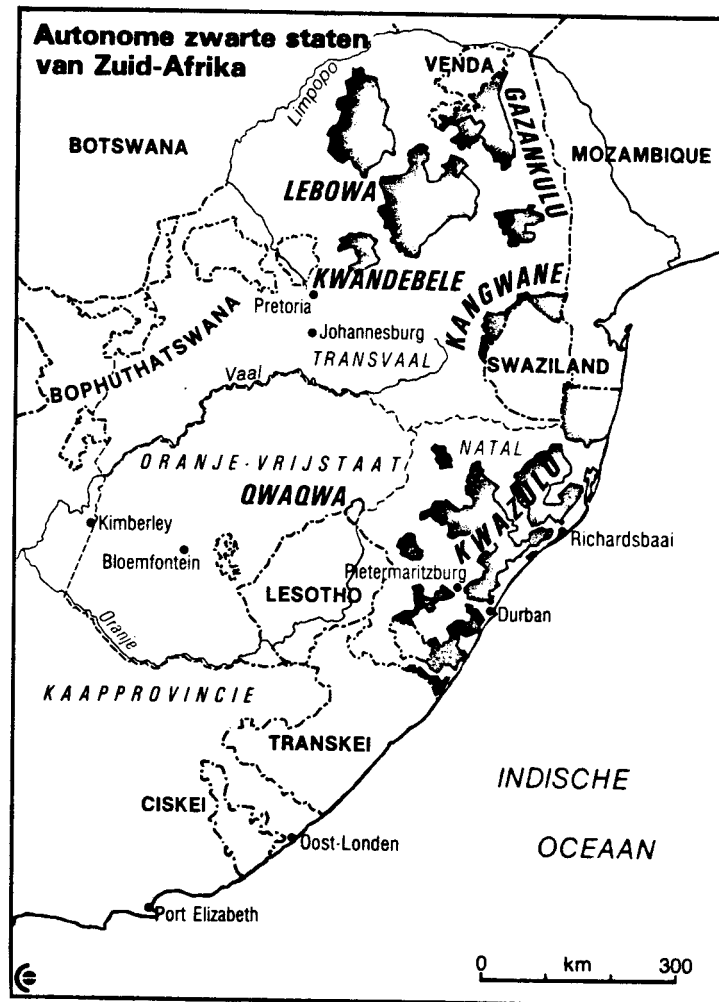 Autonome zwarte staten
van Zuid-Afrika
Limpopo
VENDA
GAZANKULU
BOTSWANA
MOZAMBIQUE
LEBOWA
KWANDEBELE
KANGWANE
Pretoria
Johannesburg
BOPHUTHATSWANA
TRANSVAAL
Vaal
SWAZILAND
NATAL
ORANJE-VRIJSTAAT
QWAQWA
KWAZULU
Kimberley
Richardsbaai
Bloemfontein
Pietermaritzburg
LESOTHO
Durban
Oranje
KAAPPROVINCIE
TRANSKEI
INDISCHE
CISKEI
Oost-Londen
OCEAAN
Port Elizabeth
0 km 300